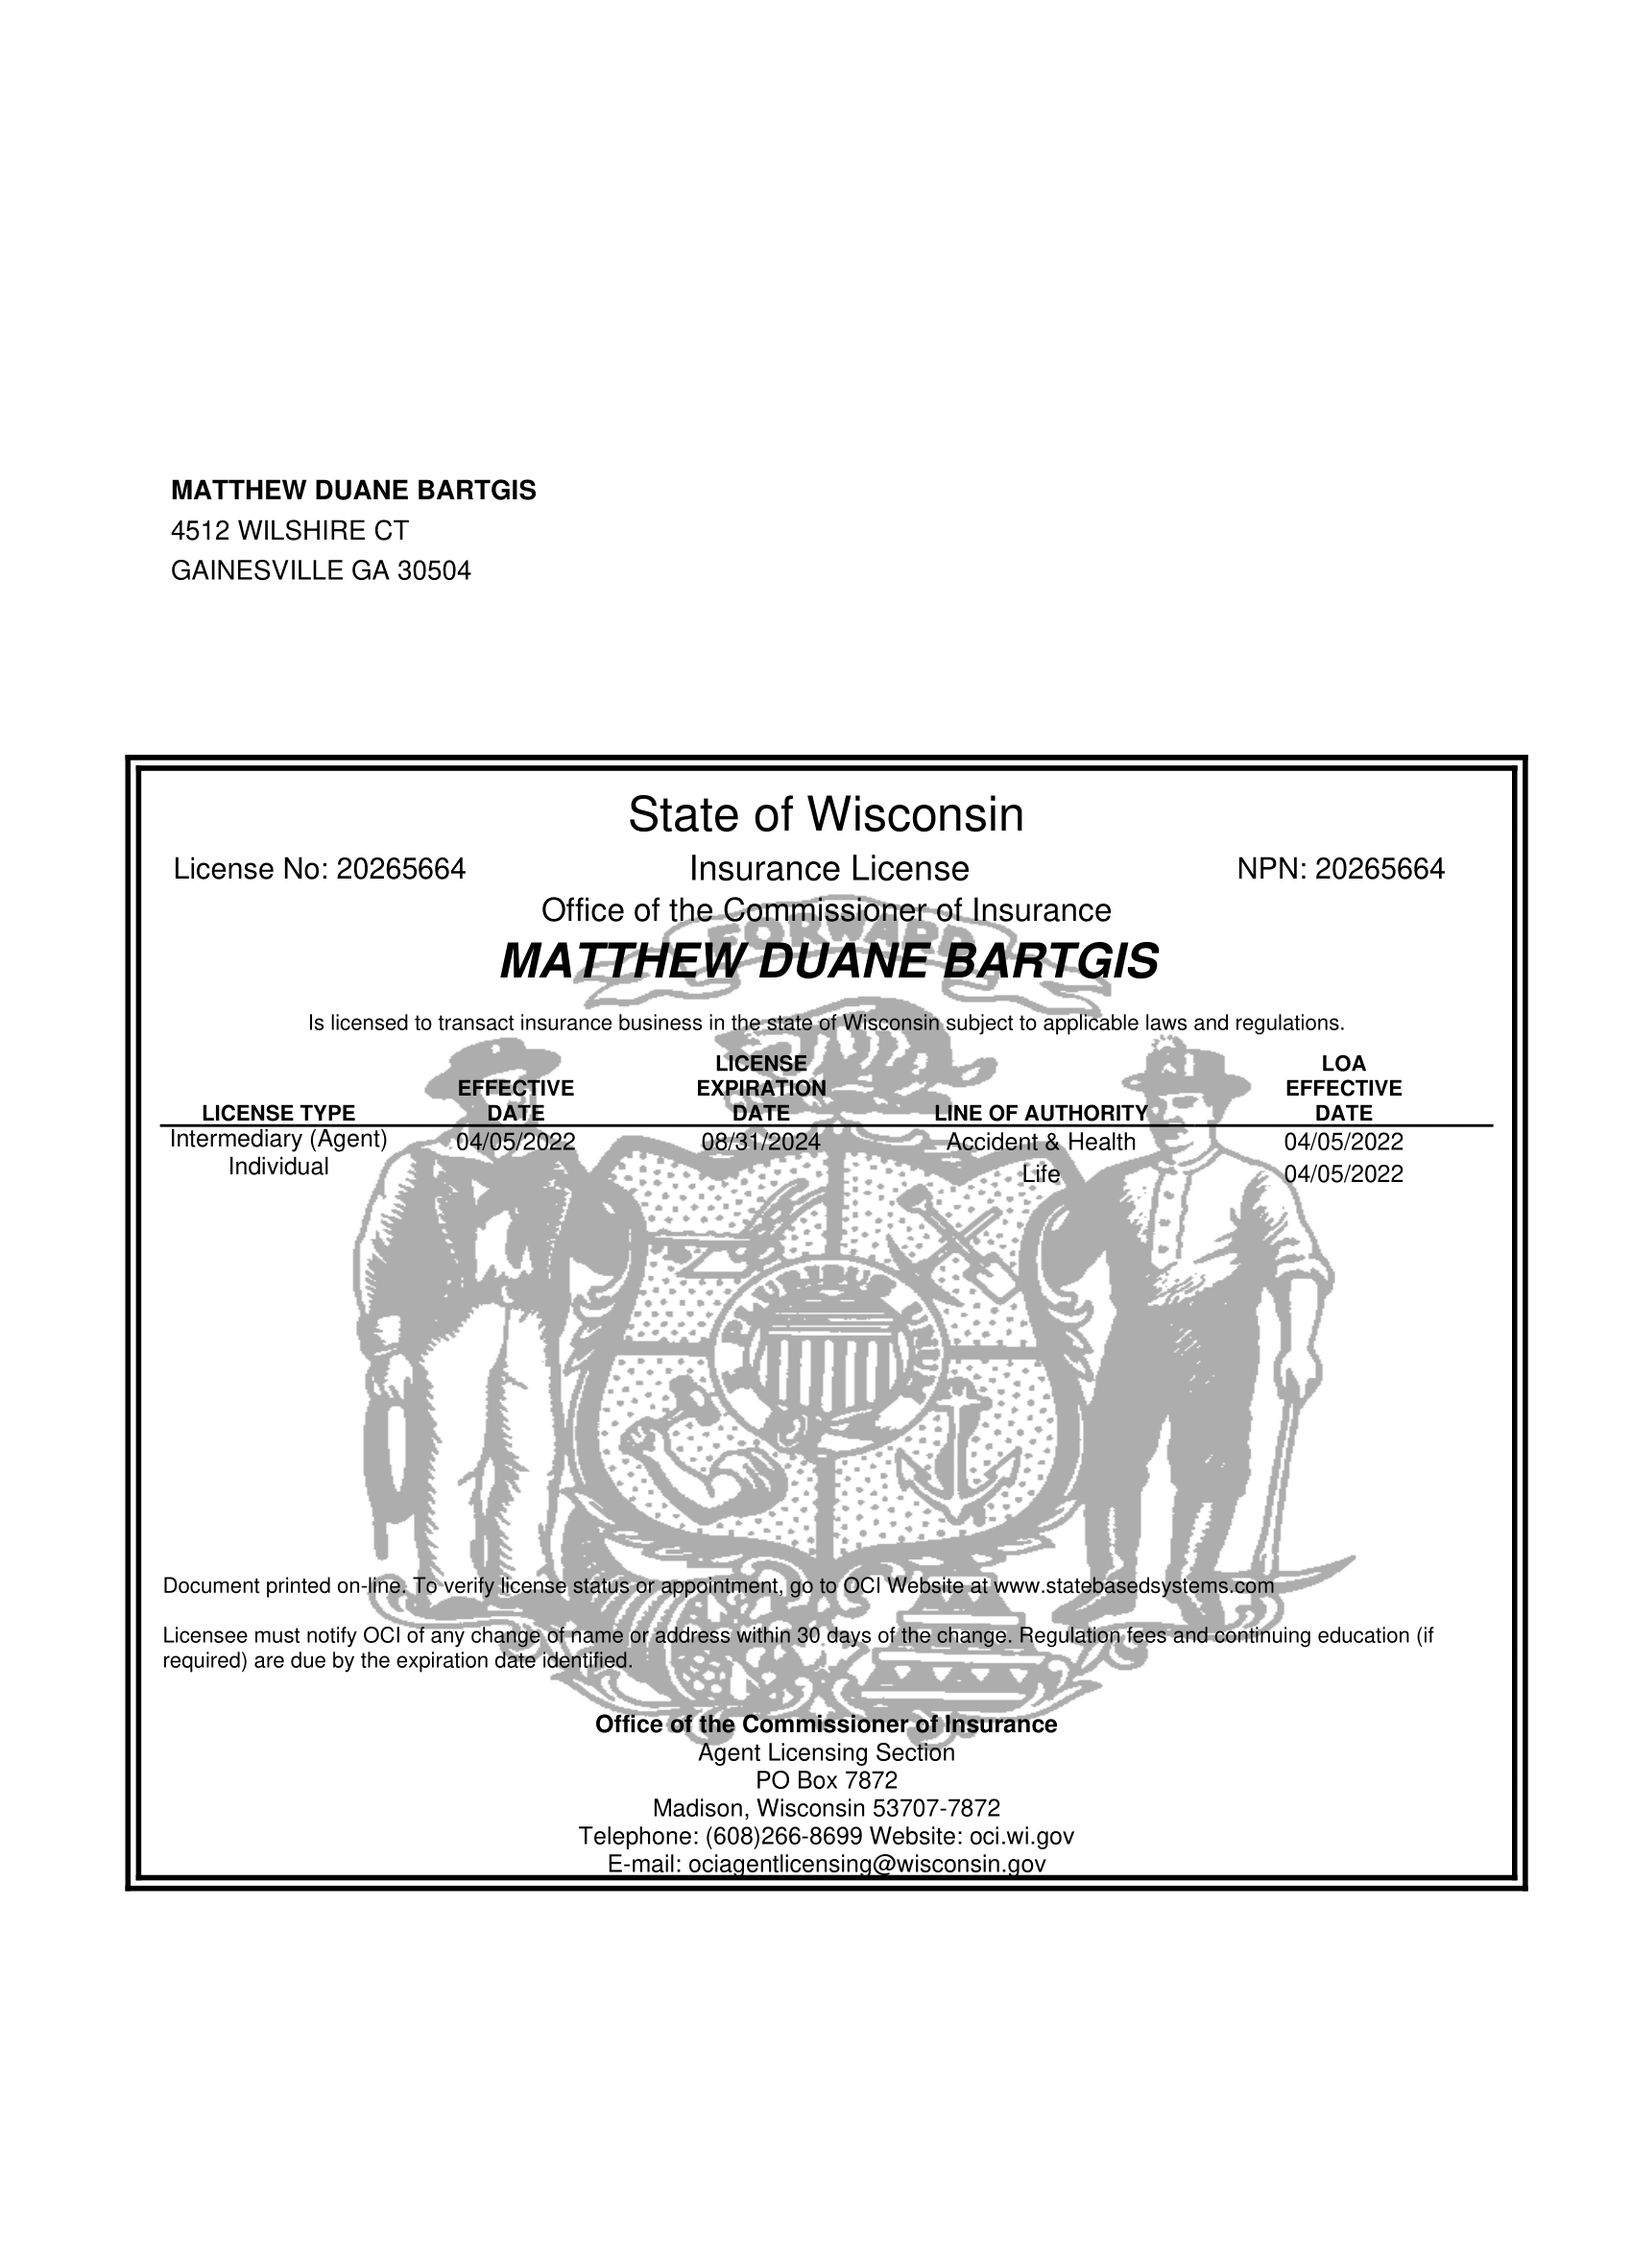 MATTHEW DUANE BARTGIS
4512 WILSHIRE CT
GAINESVILLE GA 30504
State of Wisconsin
License No: 20265664 Insurance License NPN: 20265664
Office of the Commissioner of Insurance
FORWARD
MATTHEW DUANE BARTGIS
Is licensed to transact insurance business in the state of Wisconsin subject to applicable laws and regulations.
LICENSE TYPE EFFECTIVE DATE LICENSE EXPIRATION DATE LINE OF AUTHORITY LOA EFFECTIVE DATE
Intermediary (Agent) 04/05/2022 08/31/2024 Accident & Health 04/05/2022
Individual Life 04/05/2022
E PLURIBUS UNUM
Document printed on-line. To verify license status or appointment, go to OCI Website at www.statebasedsystems.com
Licensee must notify OCI of any change of name or address within 30 days of the change. Regulation fees and continuing education (if
required) are due by the expiration date identified.
Office of the Commissioner of Insurance
Agent Licensing Section
PO Box 7872
Madison, Wisconsin 53707-7872
Telephone: (608)266-8699 Website: oci.wi.gov
E-mail: ociagentlicensing@wisconsin.gov